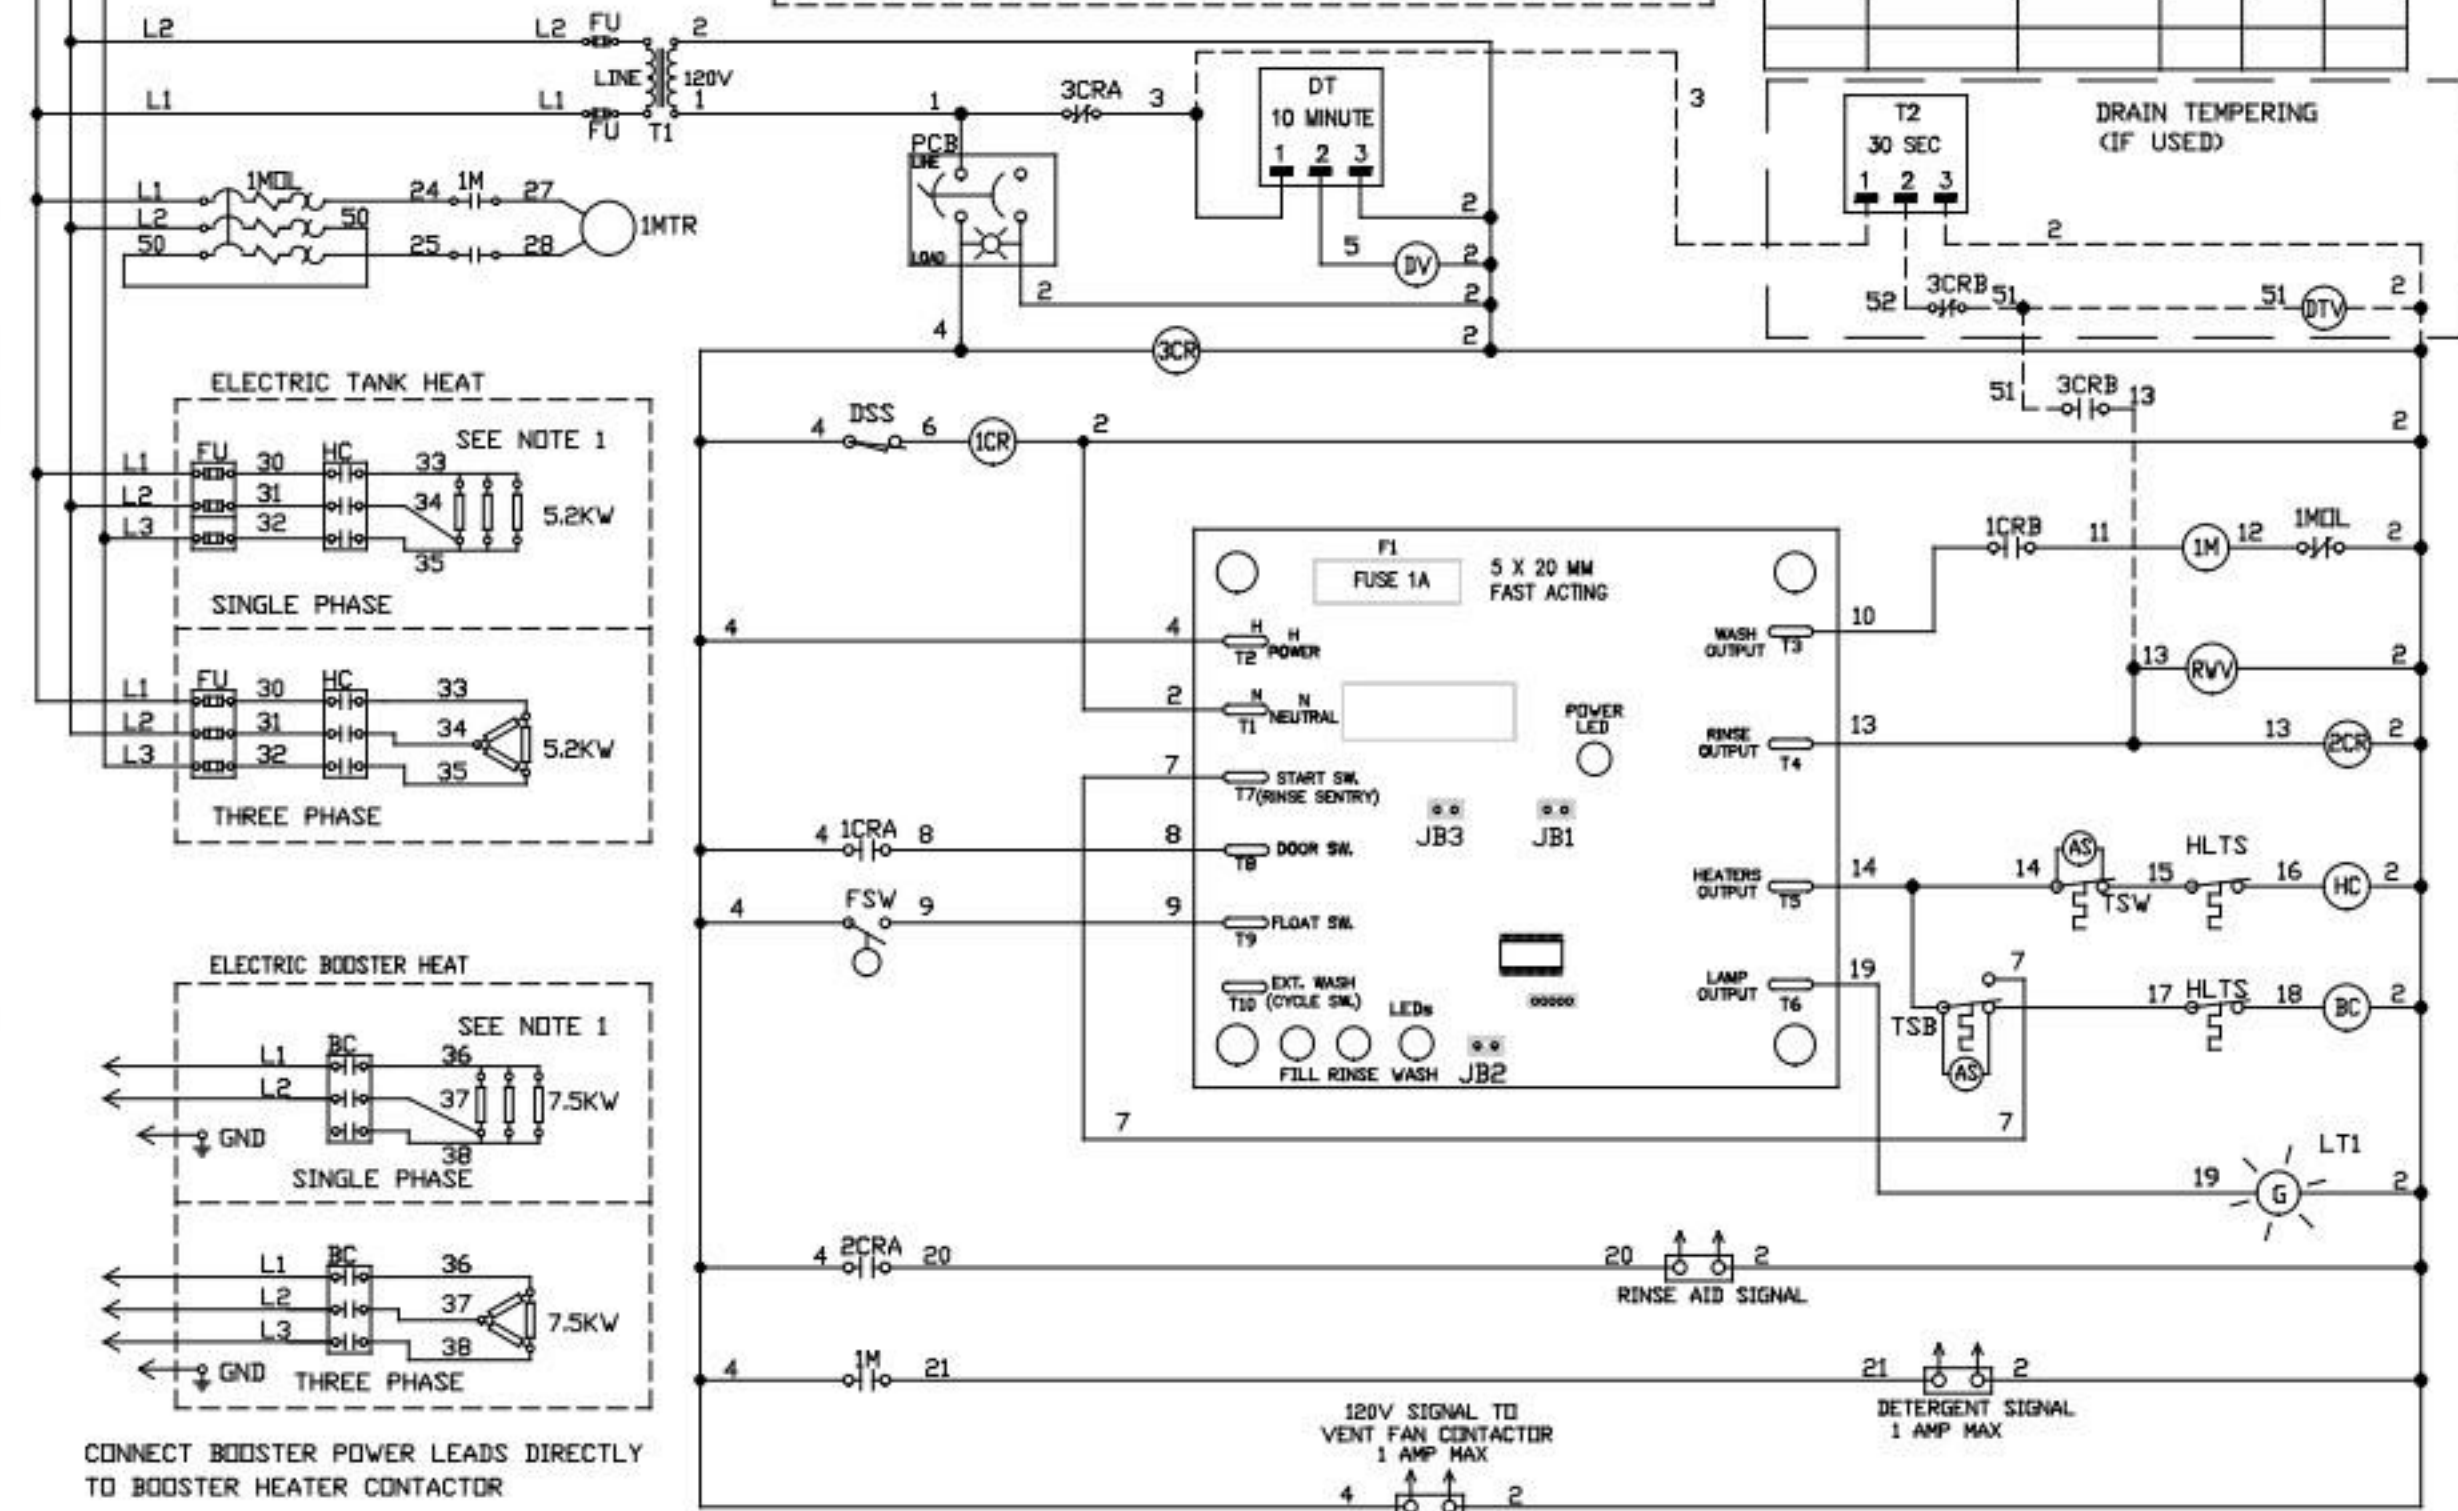 L2 L2 FU 2
LINE 120V
L1 L1 FU T1 1 1 3CRA 3
DT
10 MINUTE
1 2 3
3
T2
30 SEC
1 2 3
DRAIN TEMPERING
(IF USED)
PCB
LINE
LOAD
L1 1MOL 24 1M 27
L2 50 1MTR
50 25 28
2
5 DV 2
2 2
4 3CR 2
2
52 3CRB 51 51 DTV 2
51 3CRB 13
ELECTRIC TANK HEAT
SEE NOTE 1
L1 FU 30 HC 33
L2 31 34
L3 32 35
5.2KW
SINGLE PHASE
L1 FU 30 HC 33
L2 31 34
L3 32 35
5.2KW
THREE PHASE
4 DSS 6 1CR 2 2
F1
FUSE 1A
5 X 20 MM
FAST ACTING
4 4 H H
T2 POWER
2 N N
T1 NEUTRAL
7 START SW.
T7 (RINSE SENTRY)
4 1CRA 8 8 DOOR SW.
T8
4 FSW 9 9 FLOAT SW.
T9
EXT. WASH
T10 (CYCLE SW.)
POWER
LED
JB3 JB1
LEDs
FILL RINSE WASH JB2
WASH
OUTPUT T3 10
1CRB 11 1M 12 1MOL 2
13 RWV 2
RINSE
OUTPUT T4 13 13 2CR 2
HEATERS
OUTPUT T5 14 14 AS TSW 15 HLTS 16 HC 2
LAMP
OUTPUT T6 19
7
TSB AS 17 HLTS 18 BC 2
7 7
LT1
19 G 2
ELECTRIC BOOSTER HEAT
SEE NOTE 1
L1 BC 36
L2 37
38
GND
7.5KW
SINGLE PHASE
L1 BC 36
L2 37
L3 38
GND
7.5KW
THREE PHASE
CONNECT BOOSTER POWER LEADS DIRECTLY
TO BOOSTER HEATER CONTACTOR
4 2CRA 20 20 2
RINSE AID SIGNAL
4 1M 21 21 2
DETERGENT SIGNAL
1 AMP MAX
120V SIGNAL TO
VENT FAN CONTACTOR
1 AMP MAX
4 2